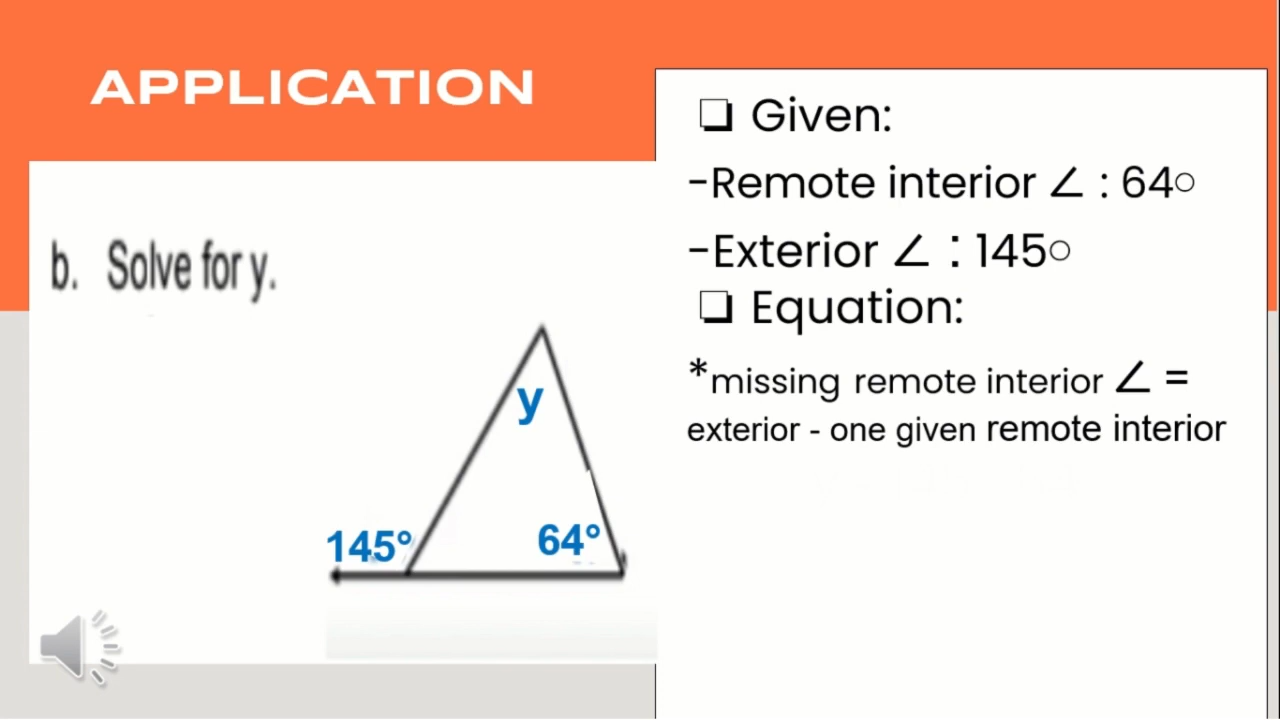 APPLICATION
b. Solve for y.
y
145°
64°
❏ Given:
-Remote interior ∠ : 64○
-Exterior ∠ : 145○
❏ Equation:
*missing remote interior ∠ =
exterior - one given remote interior